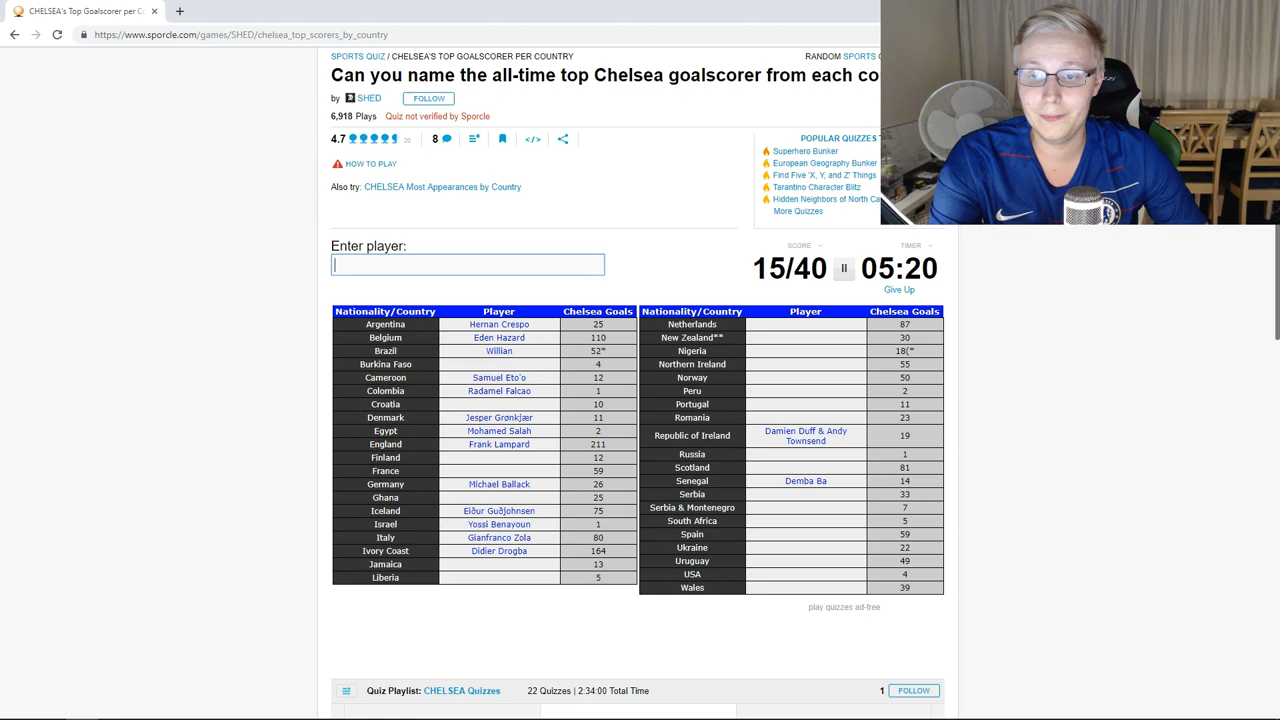 CHELSEA's Top Goalscorer per C
https://www.sporcle.com/games/SHED/chelsea_top_scorers_by_country
SPORTS QUIZ / CHELSEA'S TOP GOALSCORER PER COUNTRY
RANDOM SPORTS
Can you name the all-time top Chelsea goalscorer from each co
by SHED FOLLOW
6,918 Plays Quiz not verified by Sporcle
4.7 20 8 </>
HOW TO PLAY
Also try: CHELSEA Most Appearances by Country
POPULAR QUIZZES T
Superhero Bunker
European Geography Bunker
Find Five 'X, Y, and Z' Things
Tarantino Character Blitz
Hidden Neighbors of North Ca
More Quizzes
Enter player:
SCORE TIMER
15/40 05:20
Give Up
Nationality/Country Player Chelsea Goals
Argentina Hernan Crespo 25
Belgium Eden Hazard 110
Brazil Willian 52*
Burkina Faso 4
Cameroon Samuel Eto'o 12
Colombia Radamel Falcao 1
Croatia 10
Denmark Jesper Grønkjær 11
Egypt Mohamed Salah 2
England Frank Lampard 211
Finland 12
France 59
Germany Michael Ballack 26
Ghana 25
Iceland Eiður Guðjohnsen 75
Israel Yossi Benayoun 1
Italy Gianfranco Zola 80
Ivory Coast Didier Drogba 164
Jamaica 13
Liberia 5
Nationality/Country Player Chelsea Goals
Netherlands 87
New Zealand** 30
Nigeria 18(*
Northern Ireland 55
Norway 50
Peru 2
Portugal 11
Romania 23
Republic of Ireland Damien Duff & Andy Townsend 19
Russia 1
Scotland 81
Senegal Demba Ba 14
Serbia 33
Serbia & Montenegro 7
South Africa 5
Spain 59
Ukraine 22
Uruguay 49
USA 4
Wales 39
play quizzes ad-free
Quiz Playlist: CHELSEA Quizzes 22 Quizzes | 2:34:00 Total Time 1 FOLLOW